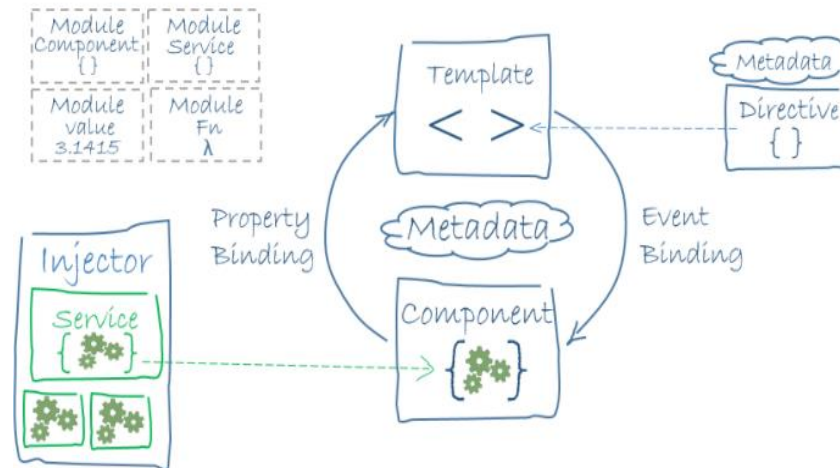 Module
Component
{ }
Module
Service
{ }
Module
value
3.1415
Module
Fn
λ
Template
< >
Metadata
Directive
{ }
Property
Binding
Metadata
Event
Binding
Injector
Service
{ }
Component
{ }